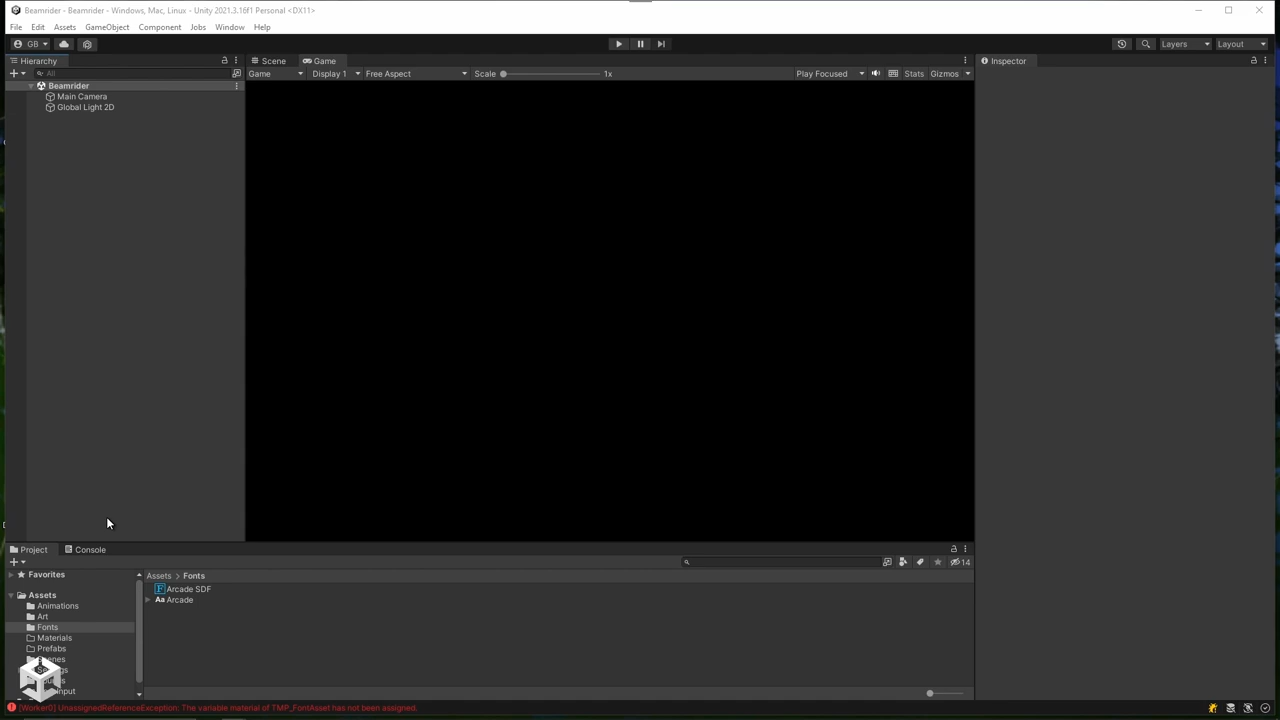 Beamrider - Beamrider - Windows, Mac, Linux - Unity 2021.3.16f1 Personal <DX11>
File Edit Assets GameObject Component Jobs Window Help
GB Layers Layout
Hierarchy Scene Game Inspector
All Game Display 1 Free Aspect Scale 1x Play Focused Stats Gizmos
Beamrider
Main Camera
Global Light 2D
Project Console
14
Favorites Assets > Fonts
Arcade SDF
Assets
Arcade
Animations
Art
Fonts
Materials
Prefabs
[Worker0] UnassignedReferenceException: The variable material of TMP_FontAsset has not been assigned.